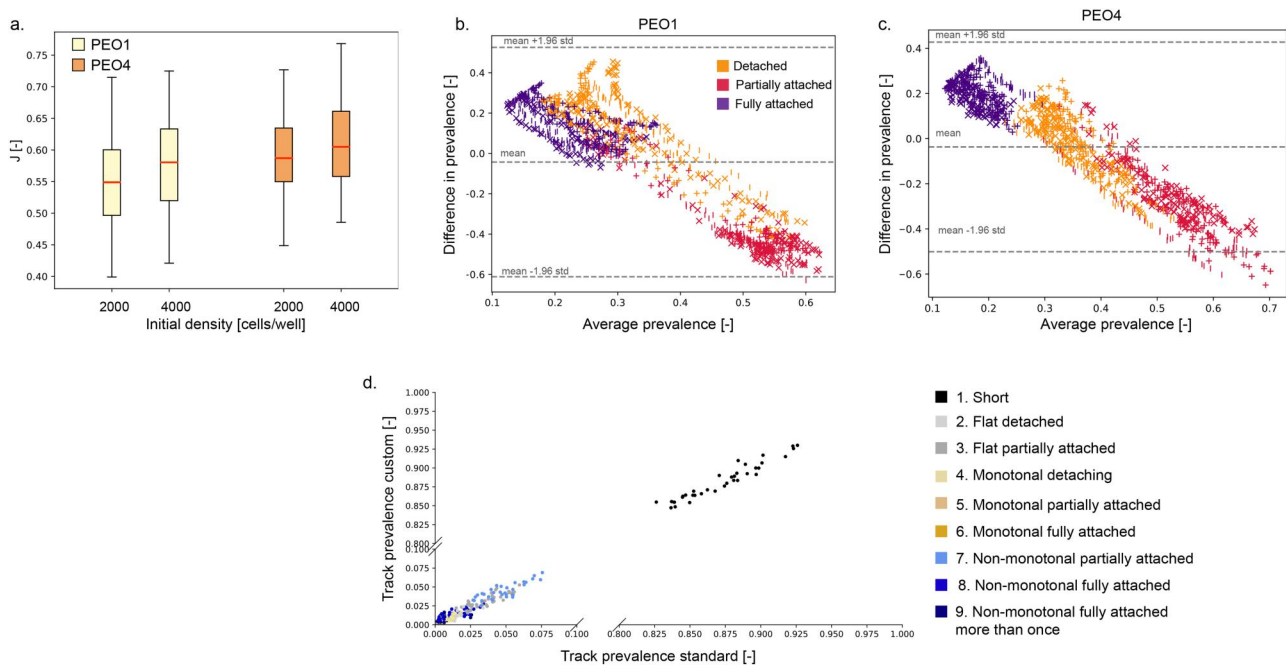 a.
J [-]
0.75
0.70
0.65
0.60
0.55
0.50
0.45
0.40
PEO1
PEO4
2000
4000
2000
4000
Initial density [cells/well]
b.
PEO1
Difference in prevalence [-]
0.4
0.2
0.0
−0.2
−0.4
−0.6
mean +1.96 std
mean
mean -1.96 std
Detached
Partially attached
Fully attached
0.1
0.2
0.3
0.4
0.5
0.6
Average prevalence [-]
c.
PEO4
Difference in prevalence [-]
0.4
0.2
0.0
−0.2
−0.4
−0.6
mean +1.96 std
mean
mean -1.96 std
0.1
0.2
0.3
0.4
0.5
0.6
0.7
Average prevalence [-]
d.
Track prevalence custom [-]
1.000
0.975
0.950
0.925
0.900
0.875
0.850
0.825
0.800
0.100
0.075
0.050
0.025
0.000
0.000
0.025
0.050
0.075
0.100
0.800
0.825
0.850
0.875
0.900
0.925
0.950
0.975
1.000
Track prevalence standard [-]
1. Short
2. Flat detached
3. Flat partially attached
4. Monotonal detaching
5. Monotonal partially attached
6. Monotonal fully attached
7. Non-monotonal partially attached
8. Non-monotonal fully attached
9. Non-monotonal fully attached
more than once